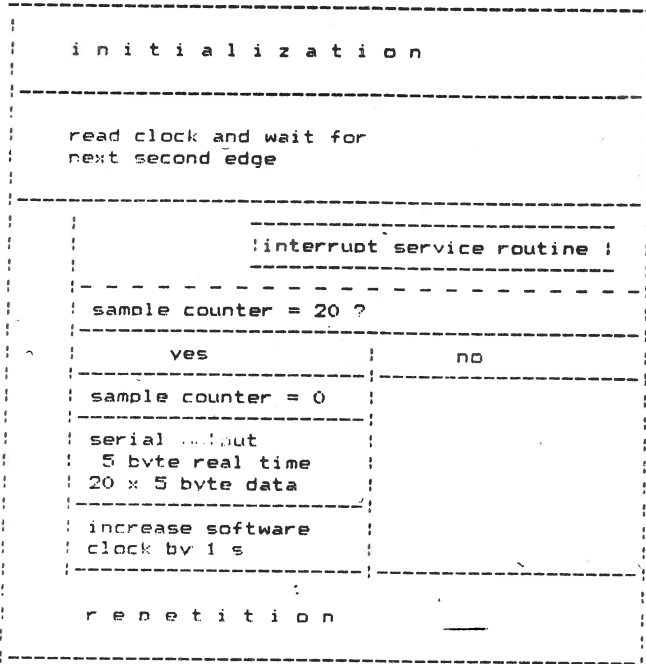 i n i t i a l i z a t i o n
read clock and wait for
next second edge
interrupt service routine
sample counter = 20 ?
yes
no
sample counter = 0
serial
5 byte real time
20 x 5 byte data
increase software
clock by 1 s
r e p e t i t i o n